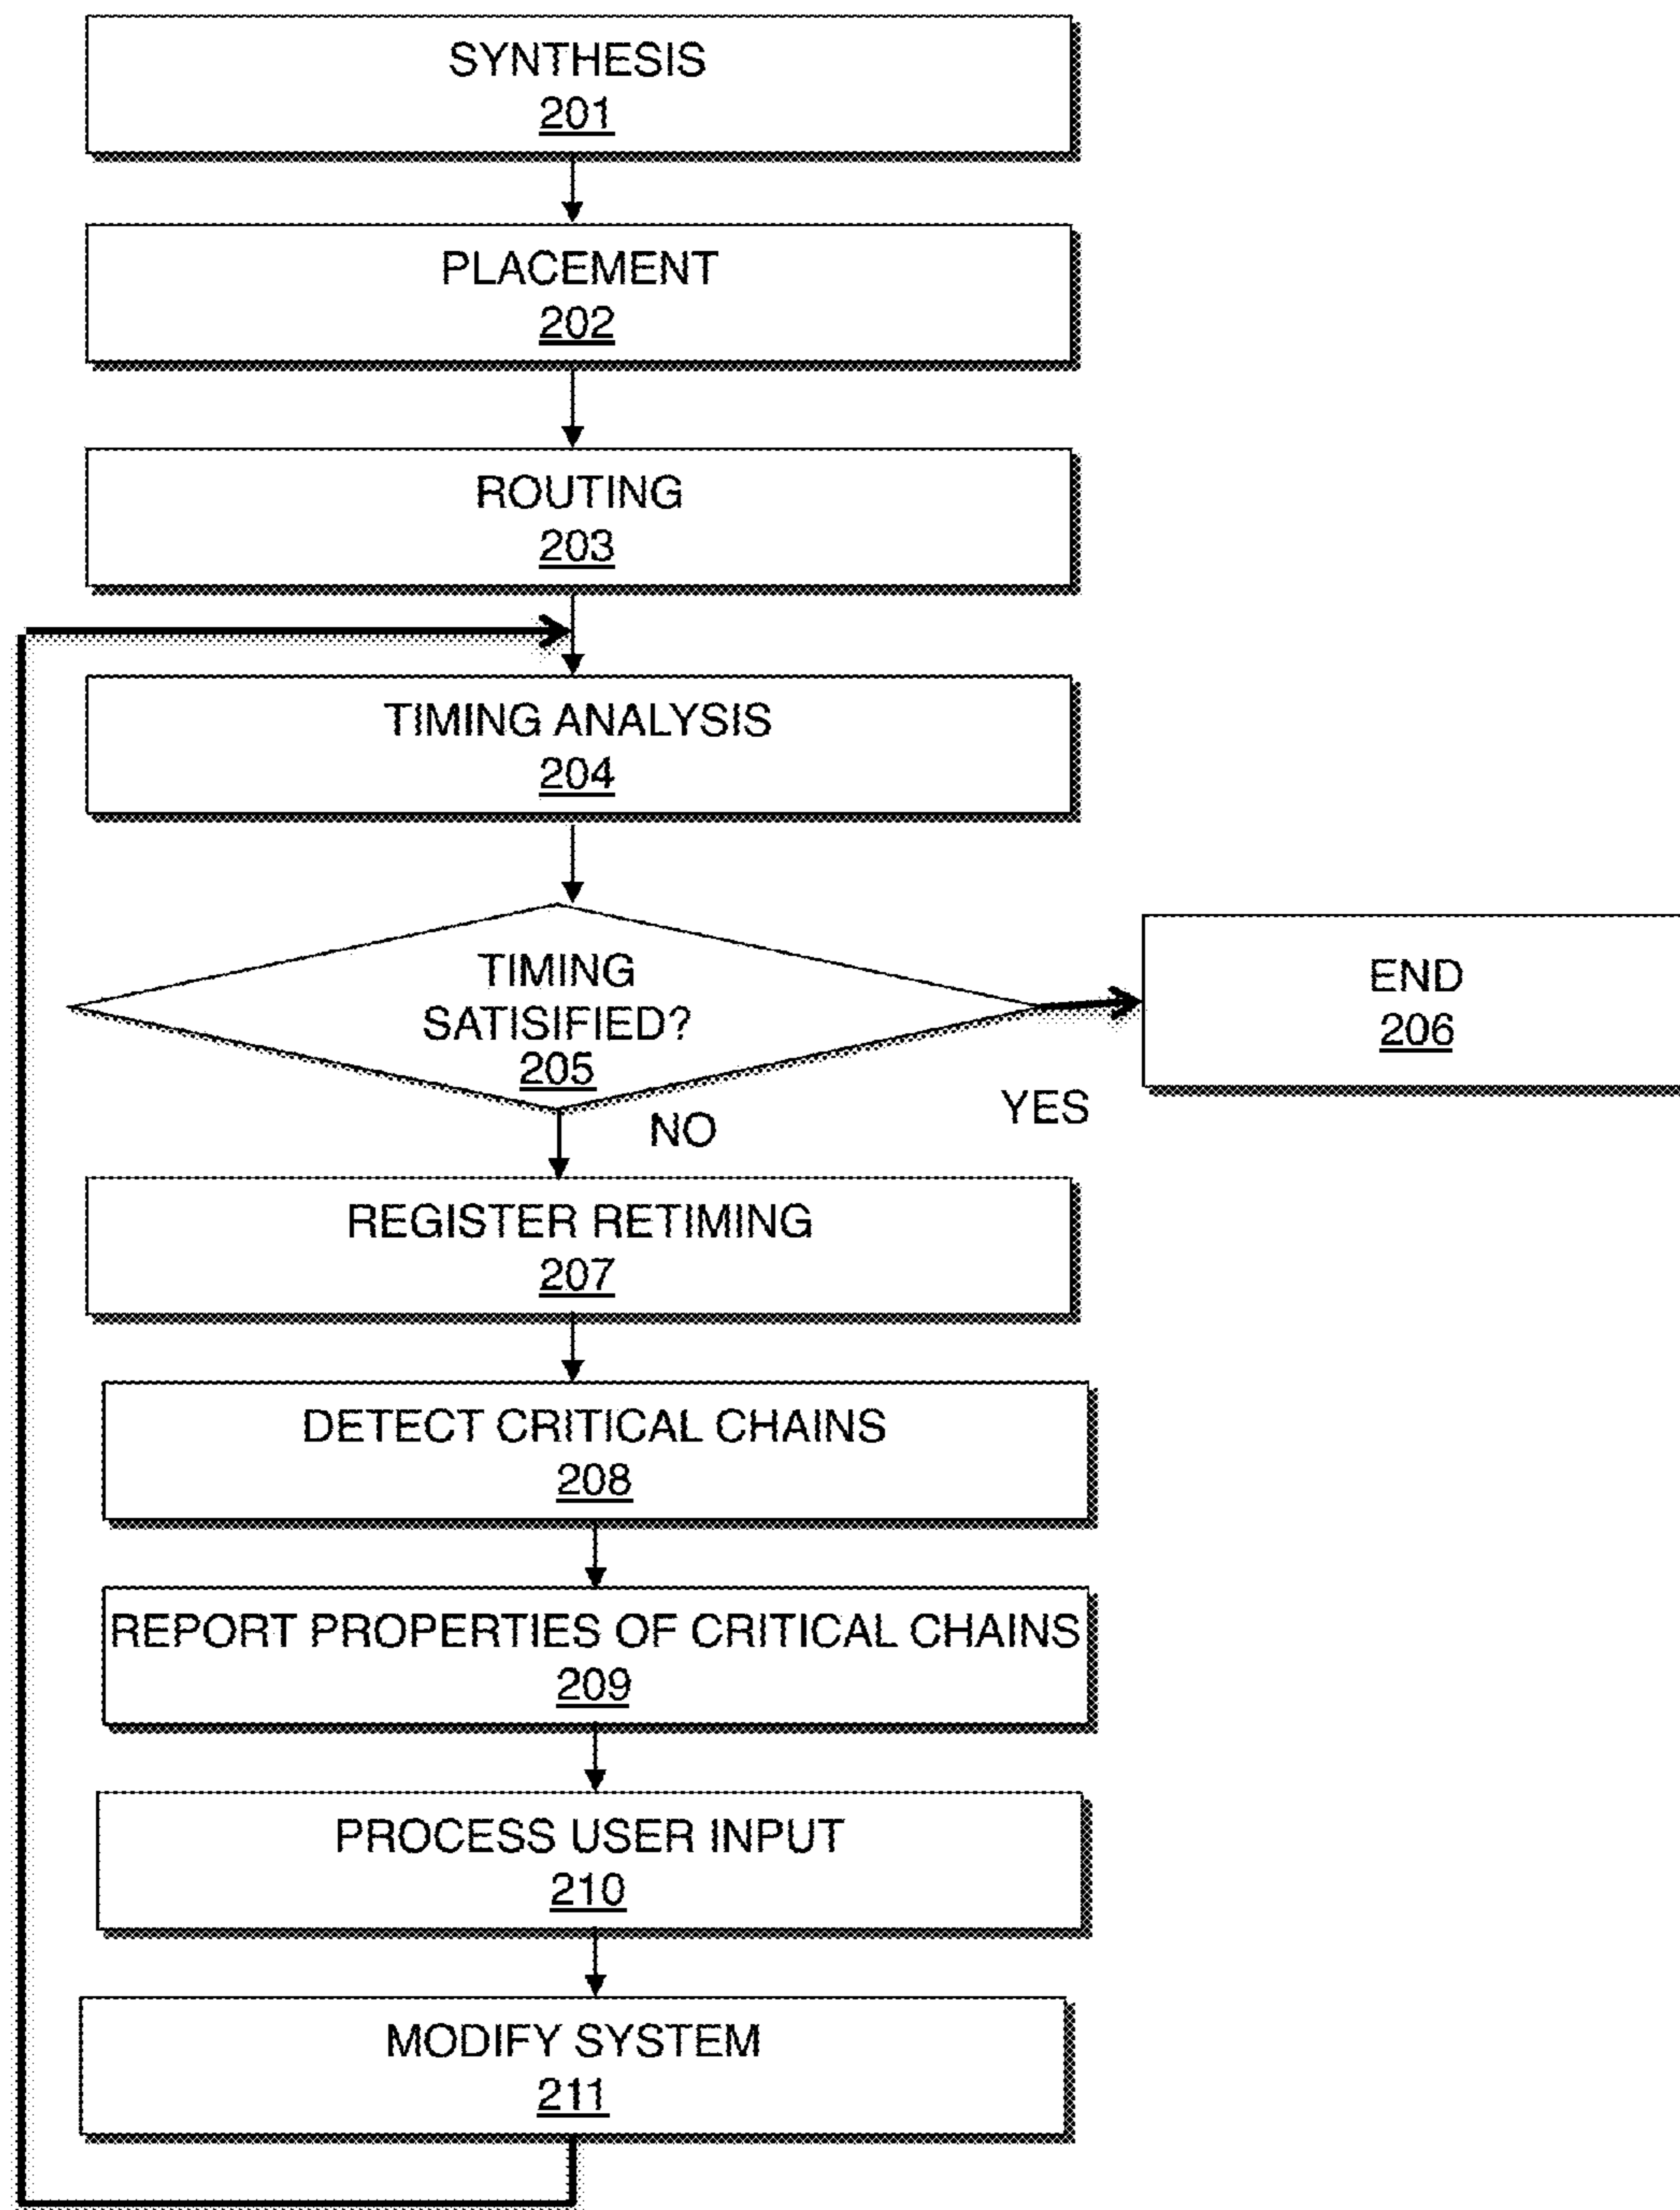 SYNTHESIS
201
PLACEMENT
202
ROUTING
203
TIMING ANALYSIS
204
TIMING
SATISIFIED?
205
END
206
YES
NO
REGISTER RETIMING
207
DETECT CRITICAL CHAINS
208
REPORT PROPERTIES OF CRITICAL CHAINS
209
PROCESS USER INPUT
210
MODIFY SYSTEM
211